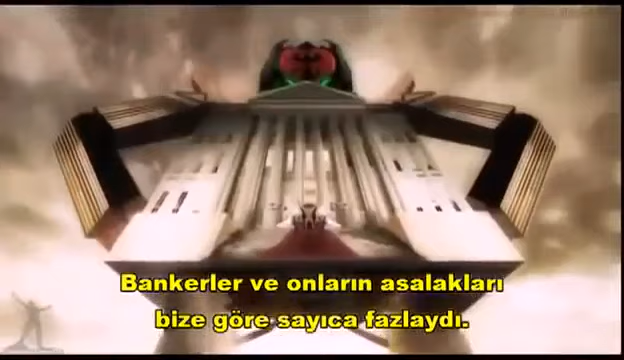 Bankerler ve onların asalakları
bize göre sayıca fazlaydı.